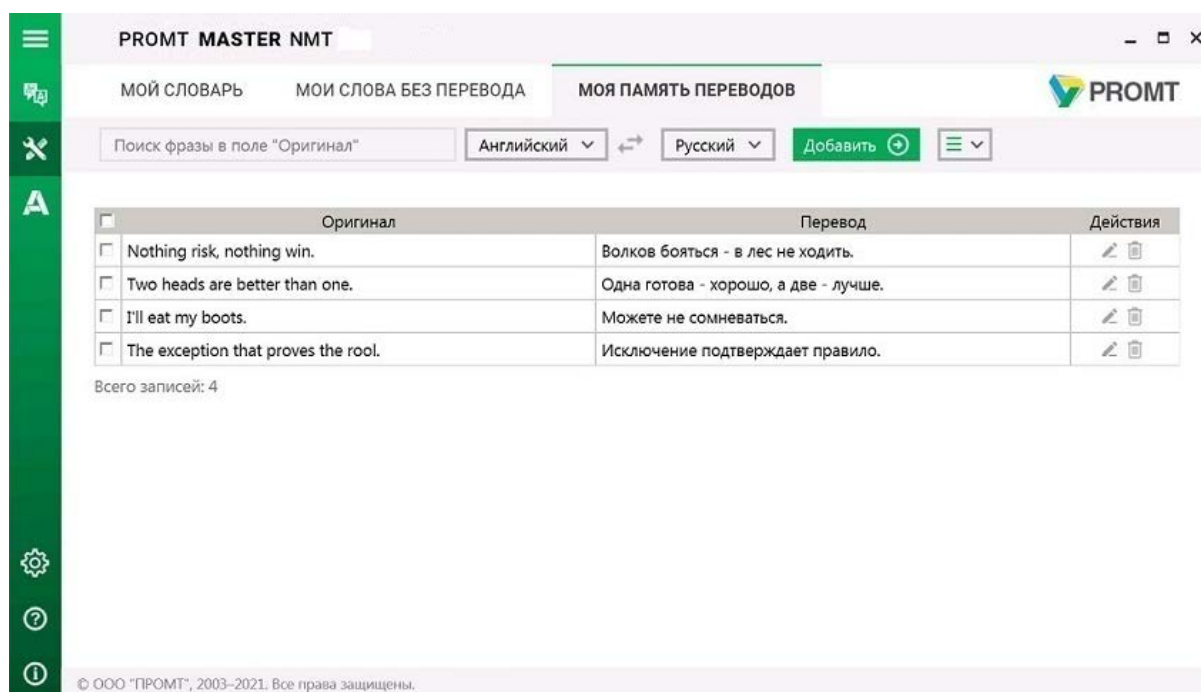 PROMT MASTER NMT
МОЙ СЛОВАРЬ МОИ СЛОВА БЕЗ ПЕРЕВОДА МОЯ ПАМЯТЬ ПЕРЕВОДОВ PROMT
Поиск фразы в поле "Оригинал" Английский Русский Добавить
Оригинал Перевод Действия
Nothing risk, nothing win. Волков бояться - в лес не ходить.
Two heads are better than one. Одна готова - хорошо, а две - лучше.
I'll eat my boots. Можете не сомневаться.
The exception that proves the rool. Исключение подтверждает правило.
Всего записей: 4
© ООО "ПРОМТ", 2003–2021. Все права защищены.